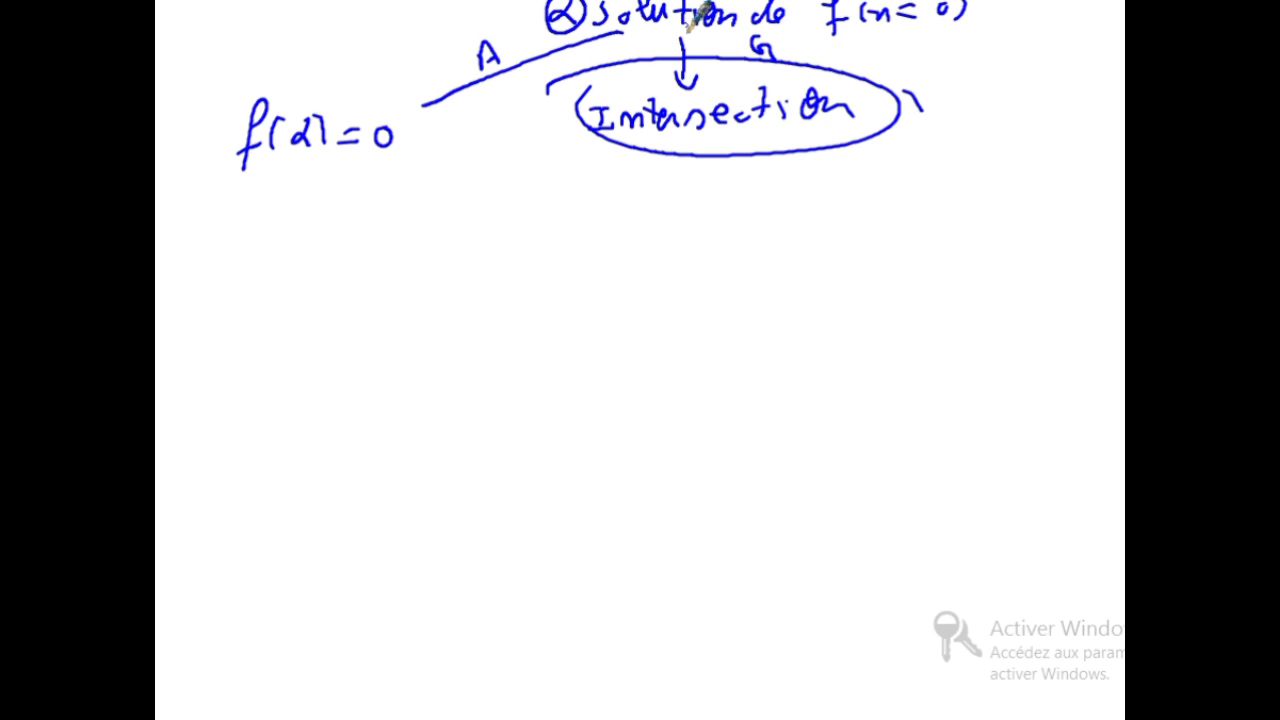 α solution de f(x = 0)
A
G
f(α) = 0
(Intersection)
Activer Windo
Accédez aux param
activer Windows.